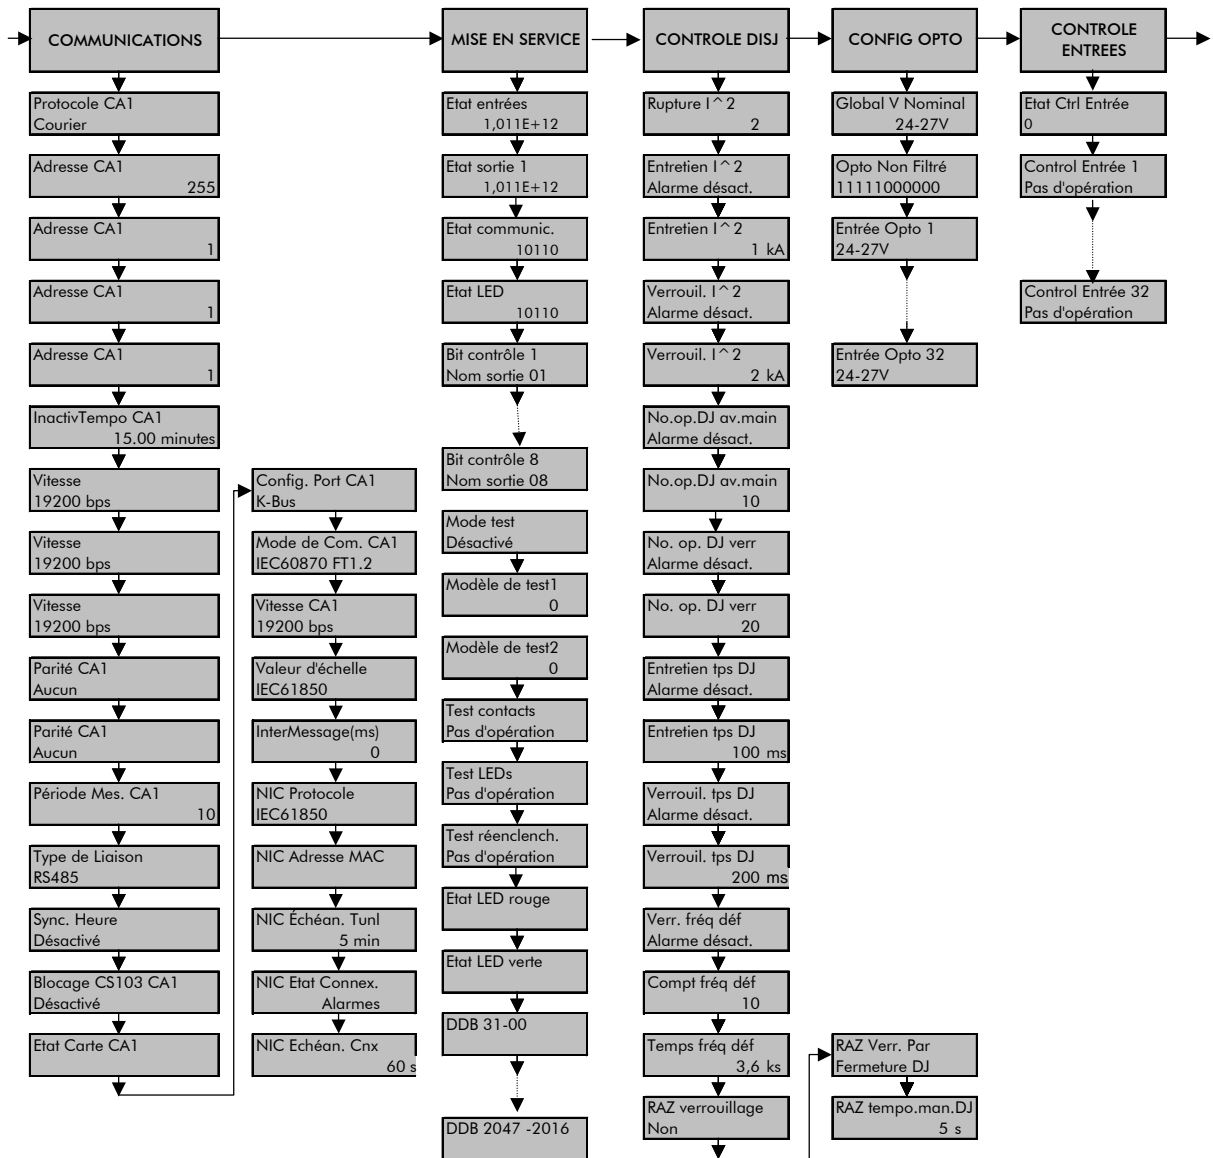 COMMUNICATIONS
Protocole CA1
Courier
Adresse CA1
255
Adresse CA1
1
Adresse CA1
1
Adresse CA1
1
InactivTempo CA1
15.00 minutes
Vitesse
19200 bps
Vitesse
19200 bps
Vitesse
19200 bps
Parité CA1
Aucun
Parité CA1
Aucun
Période Mes. CA1
10
Type de Liaison
RS485
Sync. Heure
Désactivé
Blocage CS103 CA1
Désactivé
Etat Carte CA1
Config. Port CA1
K-Bus
Mode de Com. CA1
IEC60870 FT1.2
Vitesse CA1
19200 bps
Valeur d'échelle
IEC61850
InterMessage(ms)
0
NIC Protocole
IEC61850
NIC Adresse MAC
NIC Échéan. Tunl
5 min
NIC Etat Connex.
Alarmes
NIC Echéan. Cnx
60 s
MISE EN SERVICE
Etat entrées
1,011E+12
Etat sortie 1
1,011E+12
Etat communic.
10110
Etat LED
10110
Bit contrôle 1
Nom sortie 01
Bit contrôle 8
Nom sortie 08
Mode test
Désactivé
Modèle de test1
0
Modèle de test2
0
Test contacts
Pas d'opération
Test LEDs
Pas d'opération
Test réenclench.
Pas d'opération
Etat LED rouge
Etat LED verte
DDB 31-00
DDB 2047 -2016
CONTROLE DISJ
Rupture I^2
2
Entretien I^2
Alarme désact.
Entretien I^2
1 kA
Verrouil. I^2
Alarme désact.
Verrouil. I^2
2 kA
No.op.DJ av.main
Alarme désact.
No.op.DJ av.main
10
No. op. DJ verr
Alarme désact.
No. op. DJ verr
20
Entretien tps DJ
Alarme désact.
Entretien tps DJ
100 ms
Verrouil. tps DJ
Alarme désact.
Verrouil. tps DJ
200 ms
Verr. fréq déf
Alarme désact.
Compt fréq déf
10
Temps fréq déf
3,6 ks
RAZ verrouillage
Non
RAZ Verr. Par
Fermeture DJ
RAZ tempo.man.DJ
5 s
CONFIG OPTO
Global V Nominal
24-27V
Opto Non Filtré
11111000000
Entrée Opto 1
24-27V
Entrée Opto 32
24-27V
CONTROLE
ENTREES
Etat Ctrl Entrée
0
Control Entrée 1
Pas d'opération
Control Entrée 32
Pas d'opération